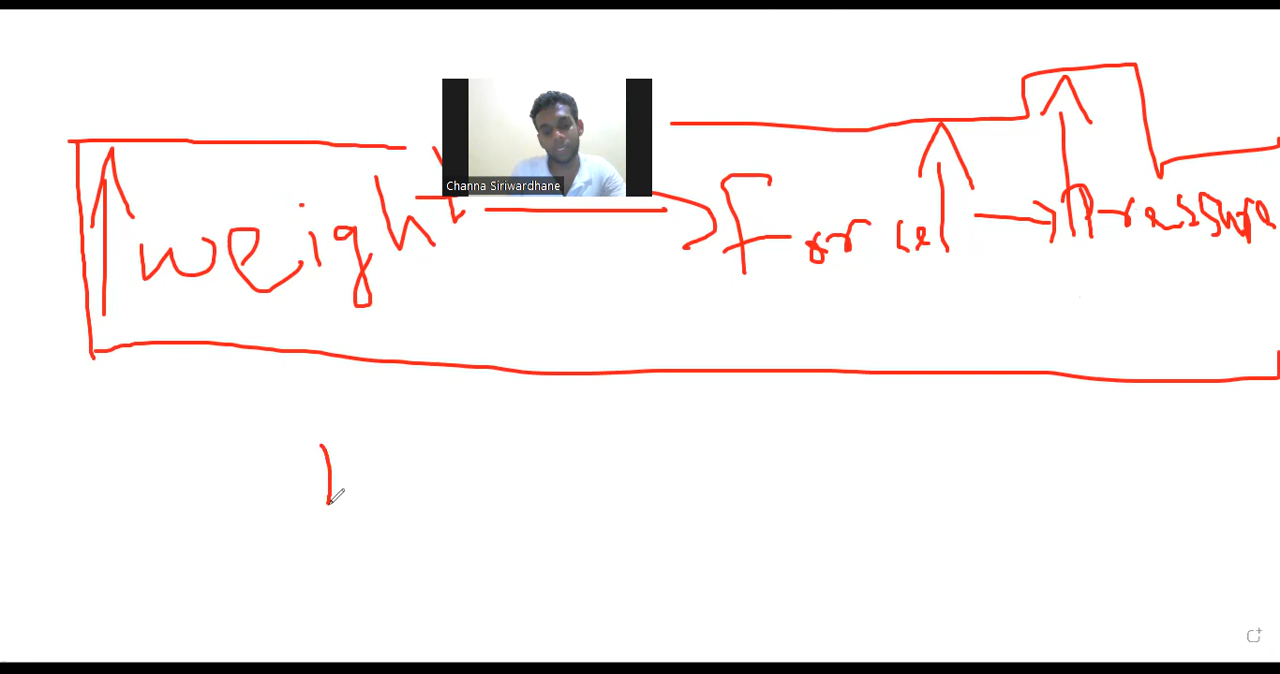 Channa Siriwardhane
↑ weight → Force ↑ → ↑ Pressure